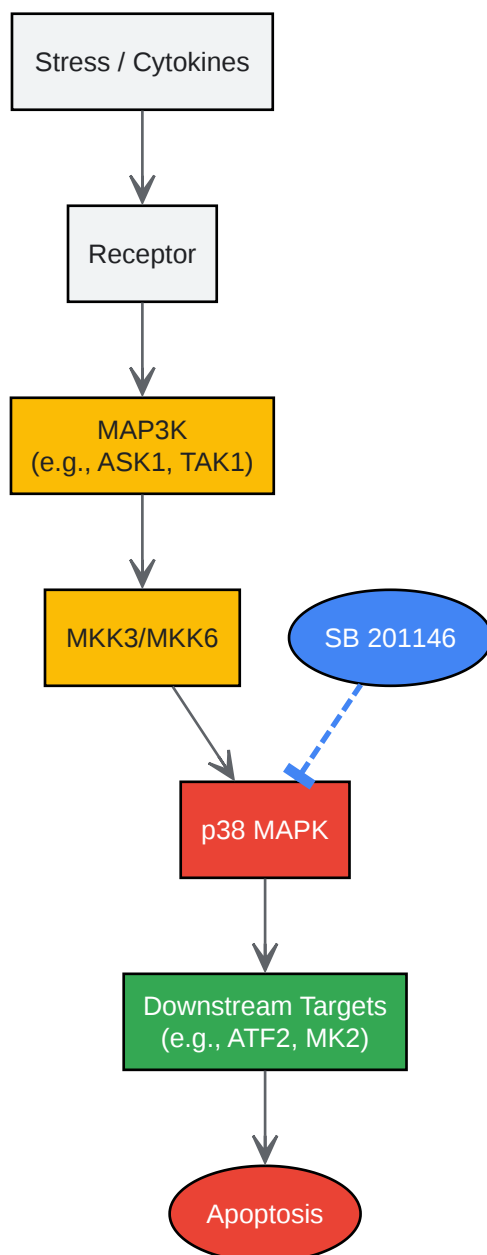 Stress / Cytokines
Receptor
MAP3K
(e.g., ASK1, TAK1)
MKK3/MKK6
SB 201146
p38 MAPK
Downstream Targets
(e.g., ATF2, MK2)
Apoptosis